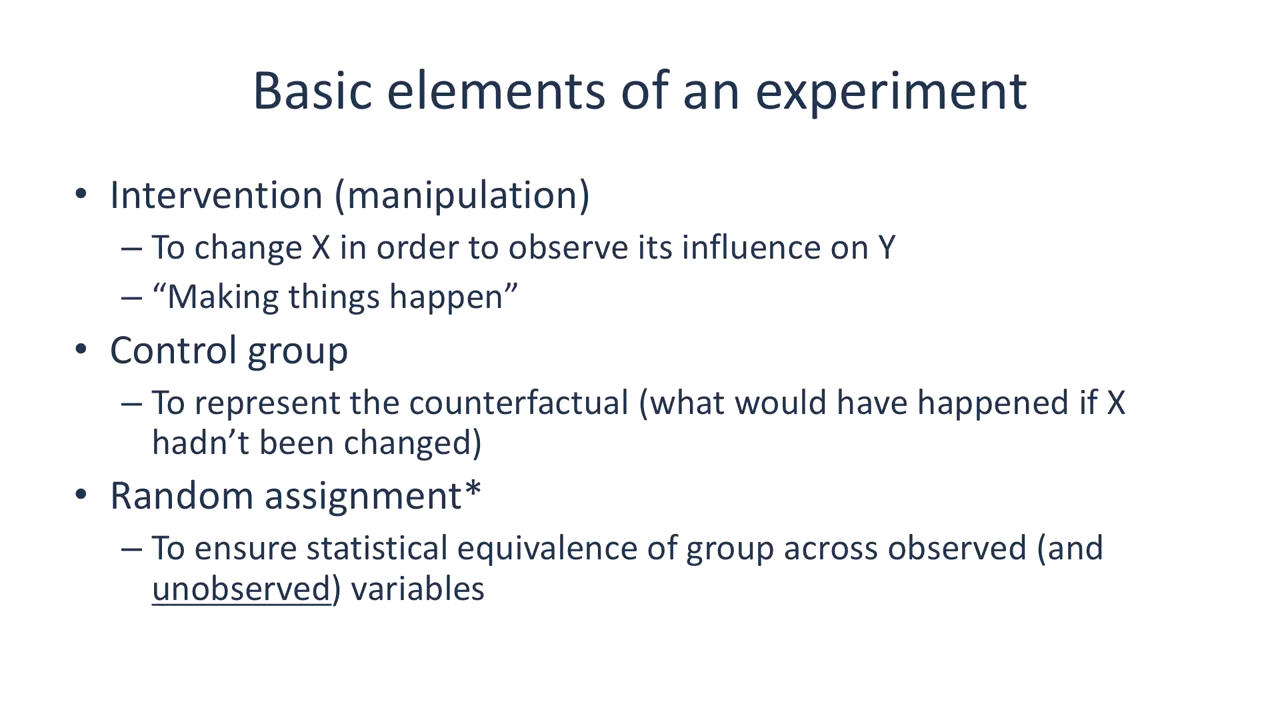 Basic elements of an experiment
• Intervention (manipulation)
– To change X in order to observe its influence on Y
– “Making things happen”
• Control group
– To represent the counterfactual (what would have happened if X
hadn’t been changed)
• Random assignment*
– To ensure statistical equivalence of group across observed (and
unobserved) variables